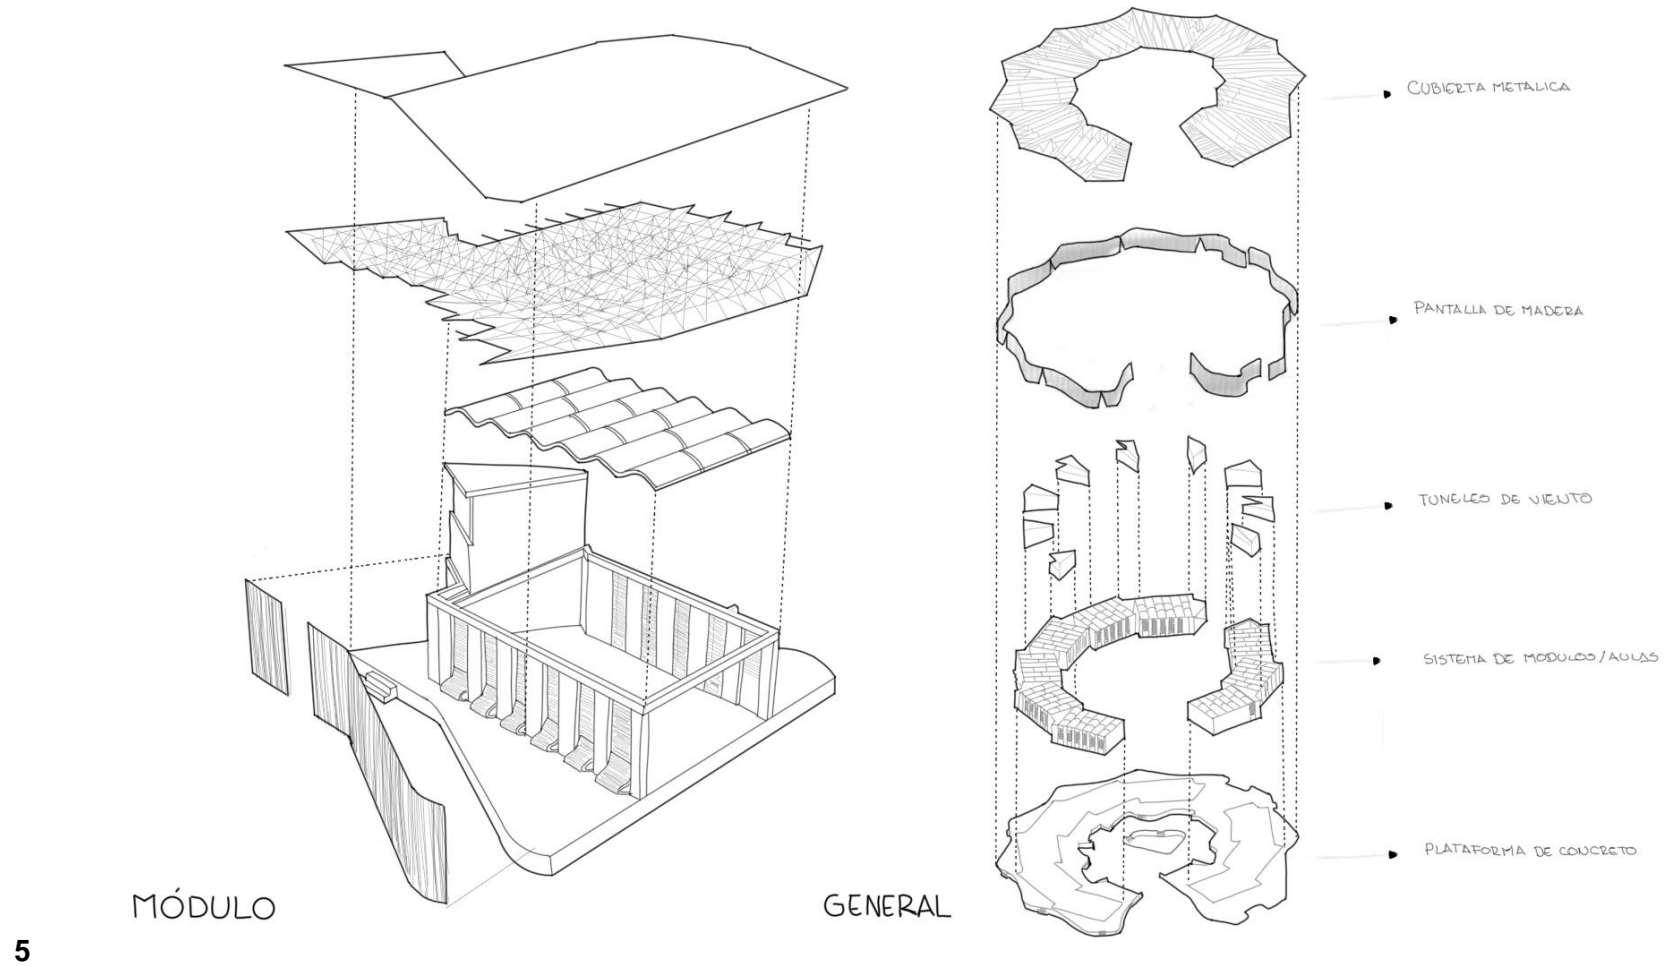 CUBIERTA METALICA
PANTALLA DE MADERA
TUNELES DE VIENTO
SISTEMA DE MODULOS/AULAS
PLATAFORMA DE CONCRETO
MÓDULO
GENERAL
5